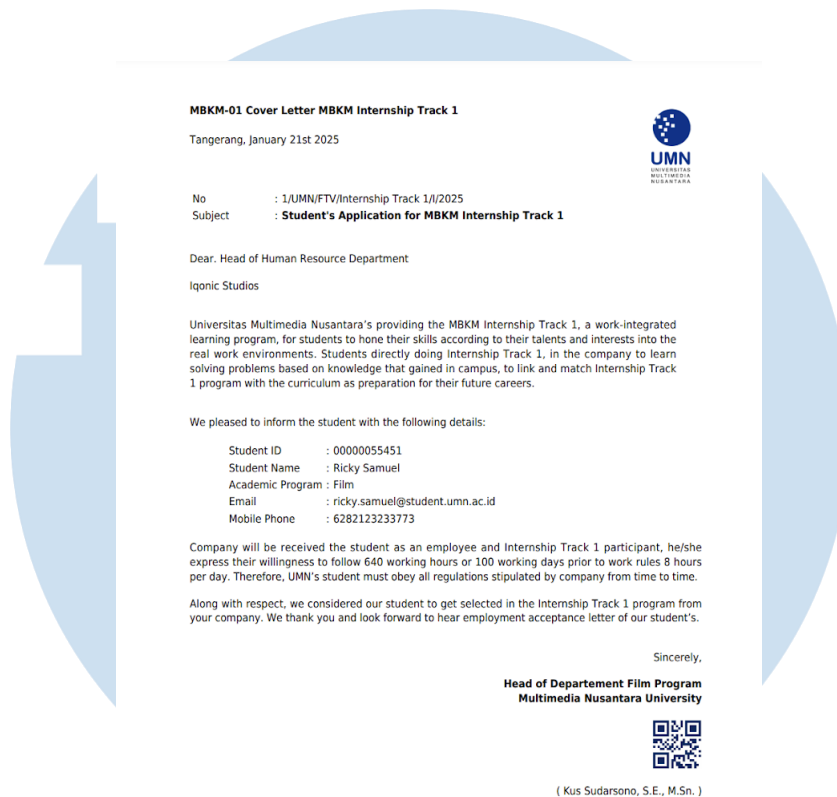 MBKM-01 Cover Letter MBKM Internship Track 1
Tangerang, January 21st 2025
UMN
UNIVERSITAS
MULTIMEDIA
NUSANTARA
No : 1/UMN/FTV/Internship Track 1/I/2025
Subject : Student's Application for MBKM Internship Track 1
Dear. Head of Human Resource Department
Iqonic Studios
Universitas Multimedia Nusantara's providing the MBKM Internship Track 1, a work-integrated
learning program, for students to hone their skills according to their talents and interests into the
real work environments. Students directly doing Internship Track 1, in the company to learn
solving problems based on knowledge that gained in campus, to link and match Internship Track
1 program with the curriculum as preparation for their future careers.
We pleased to inform the student with the following details:
Student ID : 00000055451
Student Name : Ricky Samuel
Academic Program : Film
Email : ricky.samuel@student.umn.ac.id
Mobile Phone : 6282123233773
Company will be received the student as an employee and Internship Track 1 participant, he/she
express their willingness to follow 640 working hours or 100 working days prior to work rules 8 hours
per day. Therefore, UMN's student must obey all regulations stipulated by company from time to time.
Along with respect, we considered our student to get selected in the Internship Track 1 program from
your company. We thank you and look forward to hear employment acceptance letter of our student's.
Sincerely,
Head of Departement Film Program
Multimedia Nusantara University
( Kus Sudarsono, S.E., M.Sn. )